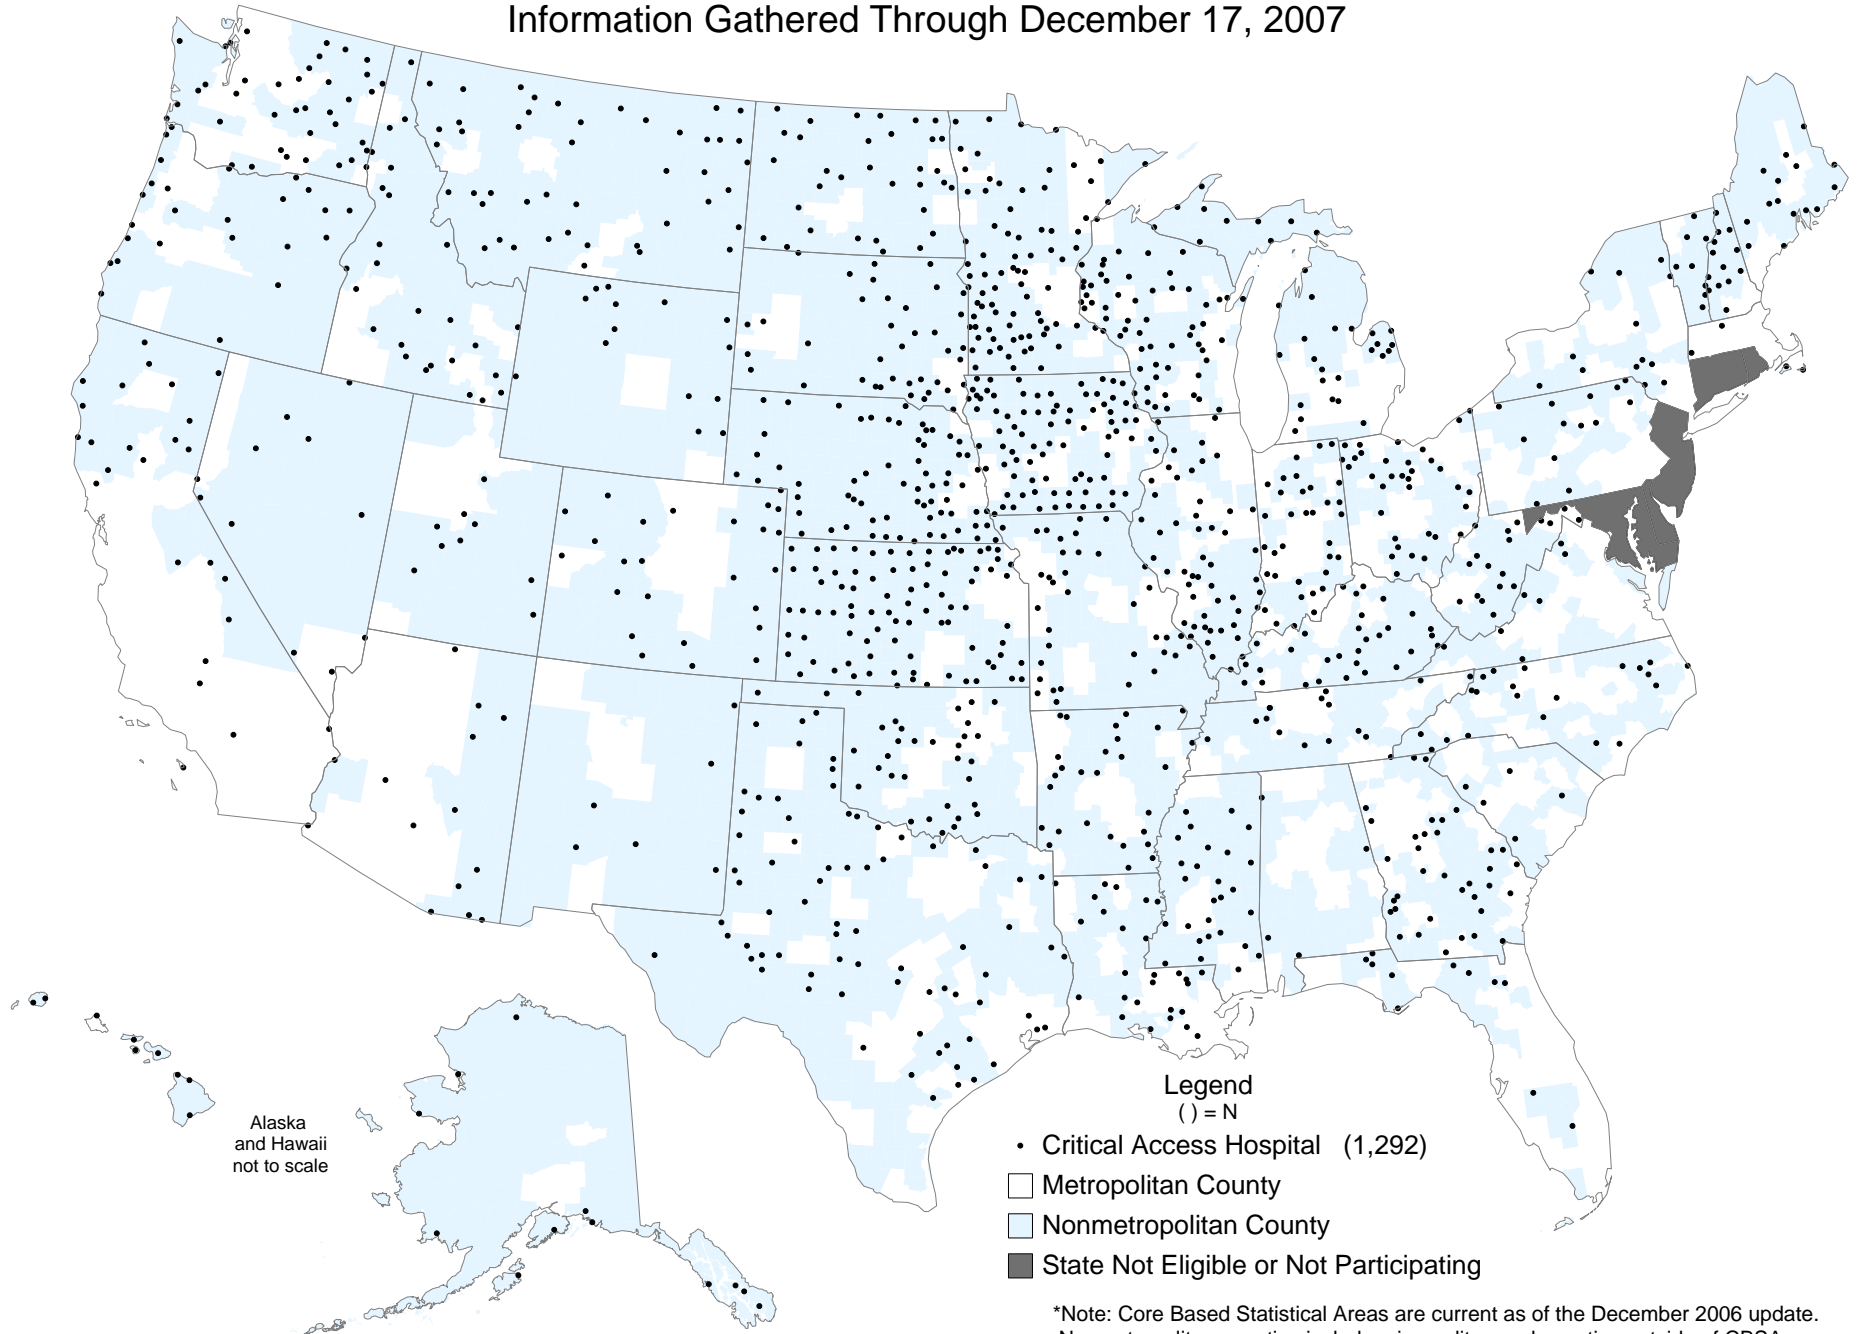 Information Gathered Through December 17, 2007
Alaska
and Hawaii
not to scale
Legend
( ) = N
Critical Access Hospital (1,292)
Metropolitan County
Nonmetropolitan County
State Not Eligible or Not Participating
*Note: Core Based Statistical Areas are current as of the December 2006 update.